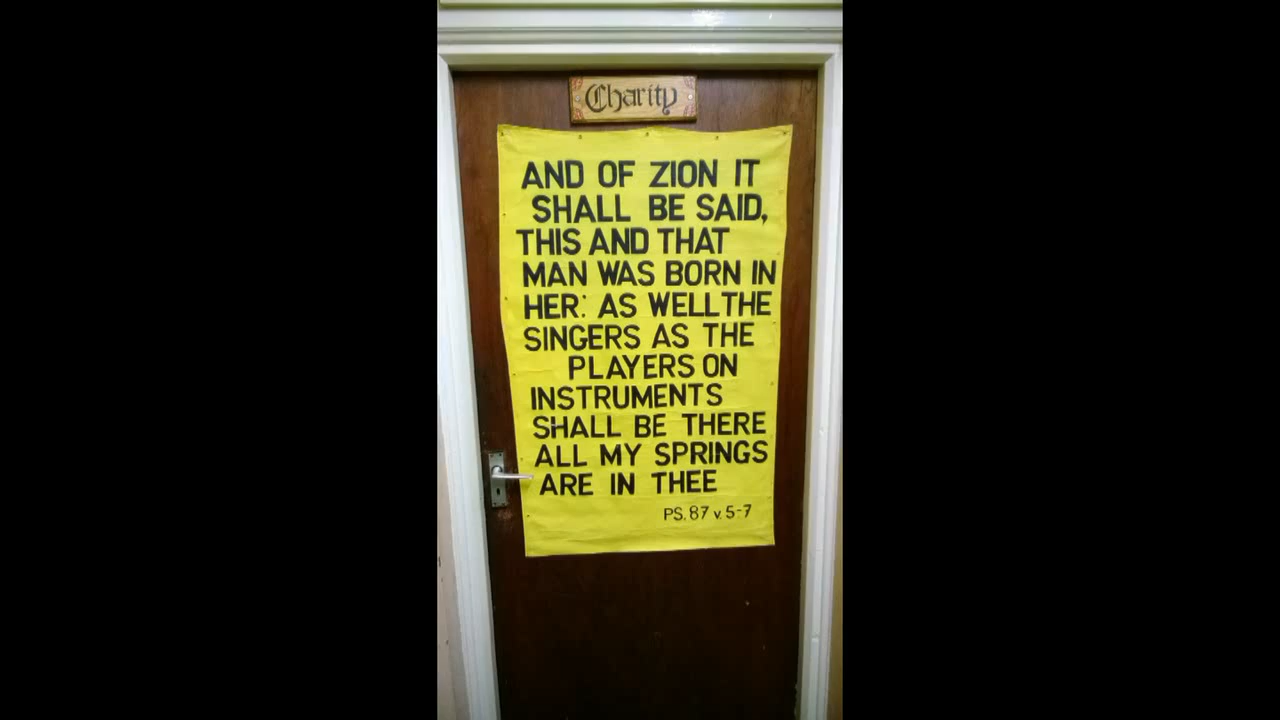 Charity
AND OF ZION IT
SHALL BE SAID,
THIS AND THAT
MAN WAS BORN IN
HER: AS WELL THE
SINGERS AS THE
PLAYERS ON
INSTRUMENTS
SHALL BE THERE
ALL MY SPRINGS
ARE IN THEE
PS. 87 v. 5-7